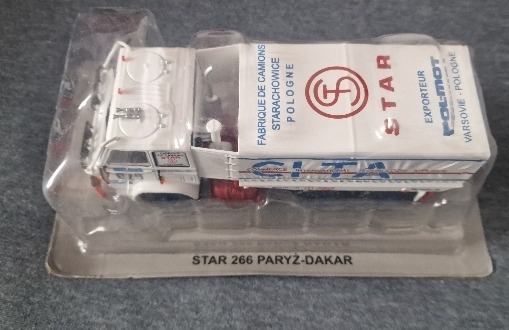 FABRIQUE DE CAMIONS
STARACHOWICE
POLOGNE
STAR
EXPORTEUR
POL-MOT
VARSOVIE - POLOGNE
STAR 266 PARYŻ-DAKAR